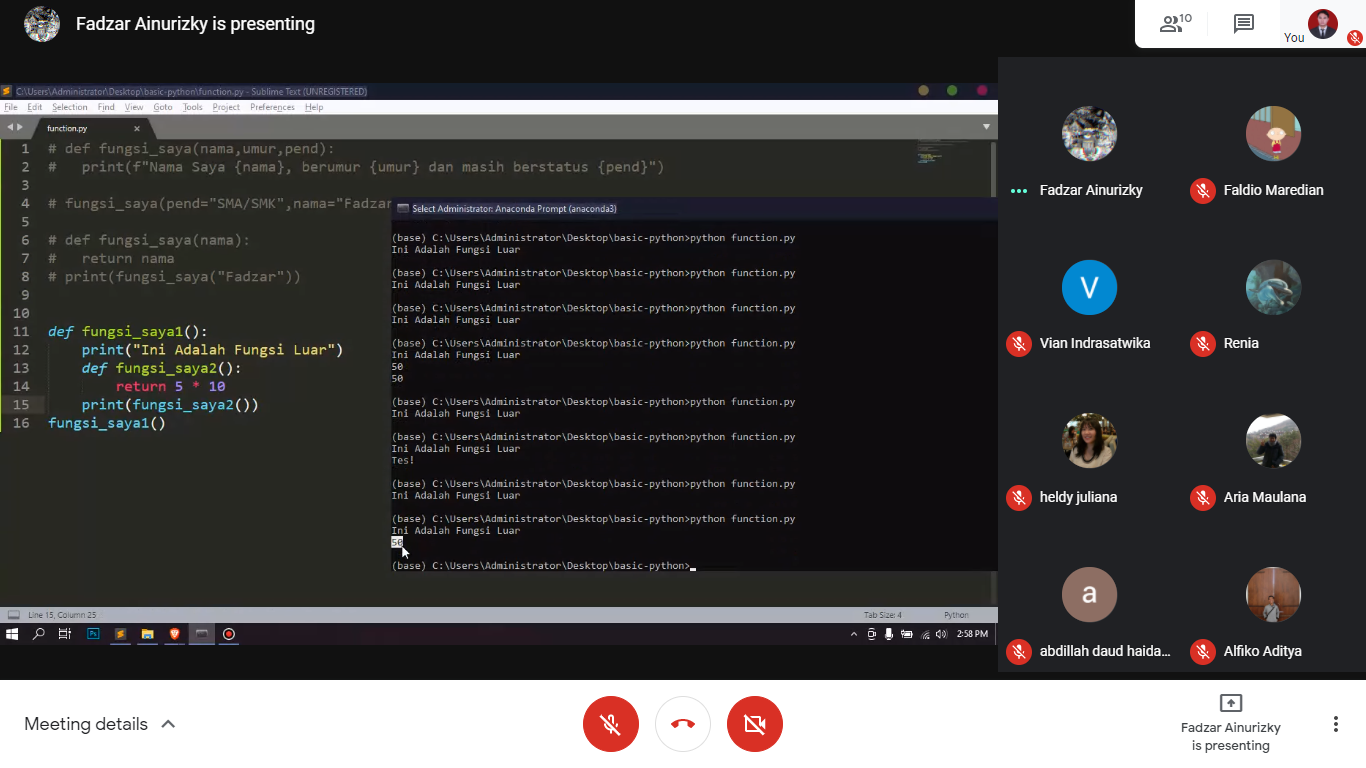 Fadzar Ainurizky is presenting
10
You
C:\Users\Administrator\Desktop\basic-python\function.py - Sublime Text (UNREGISTERED)
File Edit Selection Find View Goto Tools Project Preferences Help
function.py
1 # def fungsi_saya(nama,umur,pend):
2 #   print(f"Nama Saya {nama}, berumur {umur} dan masih berstatus {pend}")
3
4 # fungsi_saya(pend="SMA/SMK",nama="Fadzar
5
6 # def fungsi_saya(nama):
7 #   return nama
8 # print(fungsi_saya("Fadzar"))
9
10
11 def fungsi_saya1():
12     print("Ini Adalah Fungsi Luar")
13     def fungsi_saya2():
14         return 5 * 10
15     print(fungsi_saya2())
16 fungsi_saya1()
Select Administrator: Anaconda Prompt (anaconda3)
(base) C:\Users\Administrator\Desktop\basic-python>python function.py
Ini Adalah Fungsi Luar
(base) C:\Users\Administrator\Desktop\basic-python>python function.py
Ini Adalah Fungsi Luar
(base) C:\Users\Administrator\Desktop\basic-python>python function.py
Ini Adalah Fungsi Luar
(base) C:\Users\Administrator\Desktop\basic-python>python function.py
Ini Adalah Fungsi Luar
50
50
(base) C:\Users\Administrator\Desktop\basic-python>python function.py
Ini Adalah Fungsi Luar
(base) C:\Users\Administrator\Desktop\basic-python>python function.py
Ini Adalah Fungsi Luar
Tes!
(base) C:\Users\Administrator\Desktop\basic-python>python function.py
Ini Adalah Fungsi Luar
(base) C:\Users\Administrator\Desktop\basic-python>python function.py
Ini Adalah Fungsi Luar
50
(base) C:\Users\Administrator\Desktop\basic-python>
Line 15, Column 25
Tab Size: 4
Python
Ps
2:58 PM
Fadzar Ainurizky
Faldio Maredian
V
Vian Indrasatwika
Renia
heldy juliana
Aria Maulana
a
abdillah daud haida...
Alfiko Aditya
Meeting details
Fadzar Ainurizky
is presenting